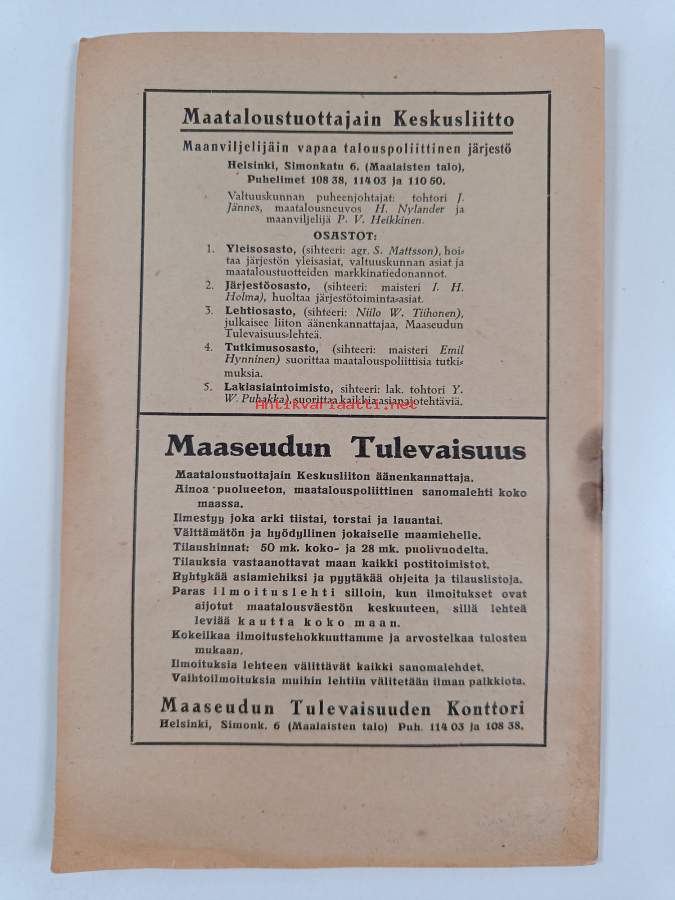 Maataloustuottajain Keskusliitto
Maanviljelijäin vapaa talouspoliittinen järjestö
Helsinki, Simonkatu 6. (Maalaisten talo),
Puhelimet 108 38, 114 03 ja 110 50.
Valtuuskunnan puheenjohtajat: tohtori J.
Jännes, maatalousneuvos H. Nylander ja
maanviljelijä P. V. Heikkinen.
OSASTOT:
1. Yleisosasto, (sihteeri: agr. S. Mattsson), hoi-
taa järjestön yleisasiat, valtuuskunnan asiat ja
maataloustuotteiden markkinatiedonannot.
2. Järjestöosasto, (sihteeri: maisteri I. H.
Holma), huoltaa järjestötoiminta-asiat.
3. Lehtiosasto, (sihteeri: Niilo W. Tiihonen),
julkaisee liiton äänenkannattajaa, Maaseudun
Tulevaisuus-lehteä.
4. Tutkimusosasto, (sihteeri: maisteri Emil
Hynninen) suorittaa maatalouspoliittisia tutki-
muksia.
5. Lakiasiaintoimisto, sihteeri: lak. tohtori Y.
W. Puhakka) suorittaa kaikkia asianajotehtäviä.
Antikvariaatti.net
Maaseudun Tulevaisuus
Maataloustuottajain Keskusliiton äänenkannattaja.
Ainoa puolueeton, maatalouspoliittinen sanomalehti koko
maassa.
Ilmestyy joka arki tiistai, torstai ja lauantai.
Välttämätön ja hyödyllinen jokaiselle maamiehelle.
Tilaushinnat: 50 mk. koko- ja 28 mk. puolivuodelta.
Tilauksia vastaanottavat maan kaikki postitoimistot.
Ryhtykää asiamiehiksi ja pyytäkää ohjeita ja tilauslistoja.
Paras ilmoituslehti silloin, kun ilmoitukset ovat
aijotut maatalousväestön keskuuteen, sillä lehteä
leviää kautta koko maan.
Kokeilkaa ilmoitustehokkuuttamme ja arvostelkaa tulosten
mukaan.
Ilmoituksia lehteen välittävät kaikki sanomalehdet.
Vaihtoilmoituksia muihin lehtiin välitetään ilman palkkiota.
Maaseudun Tulevaisuuden Konttori
Helsinki, Simonk. 6 (Maalaisten talo) Puh. 114 03 ja 108 38.